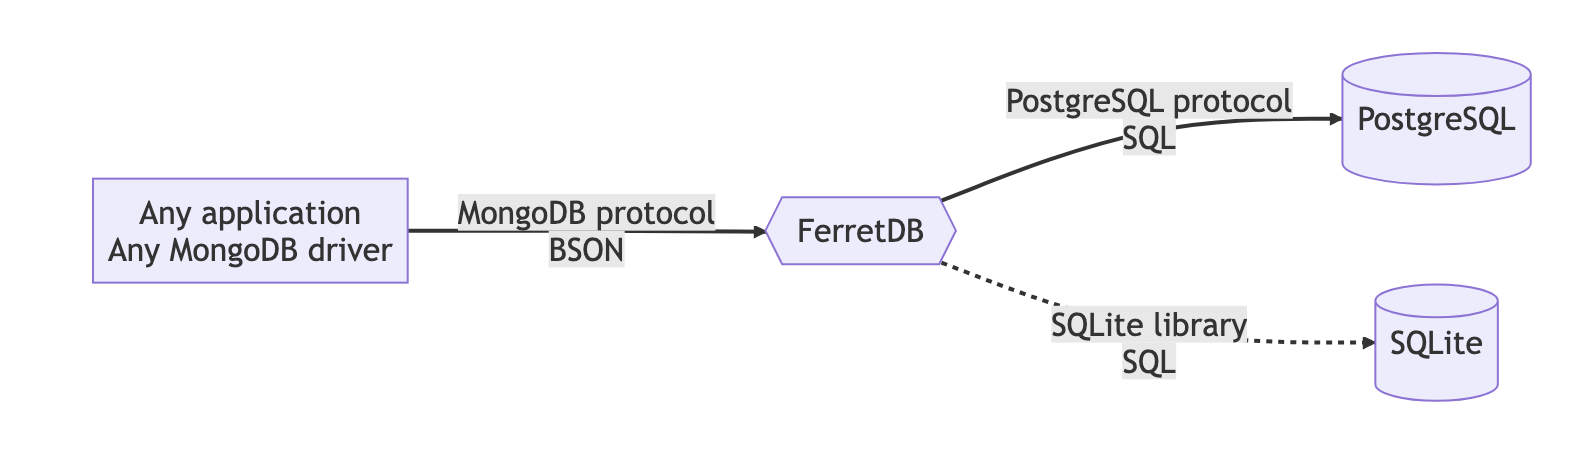 Any application
Any MongoDB driver
MongoDB protocol
BSON
FerretDB
PostgreSQL protocol
SQL
PostgreSQL
SQLite library
SQL
SQLite